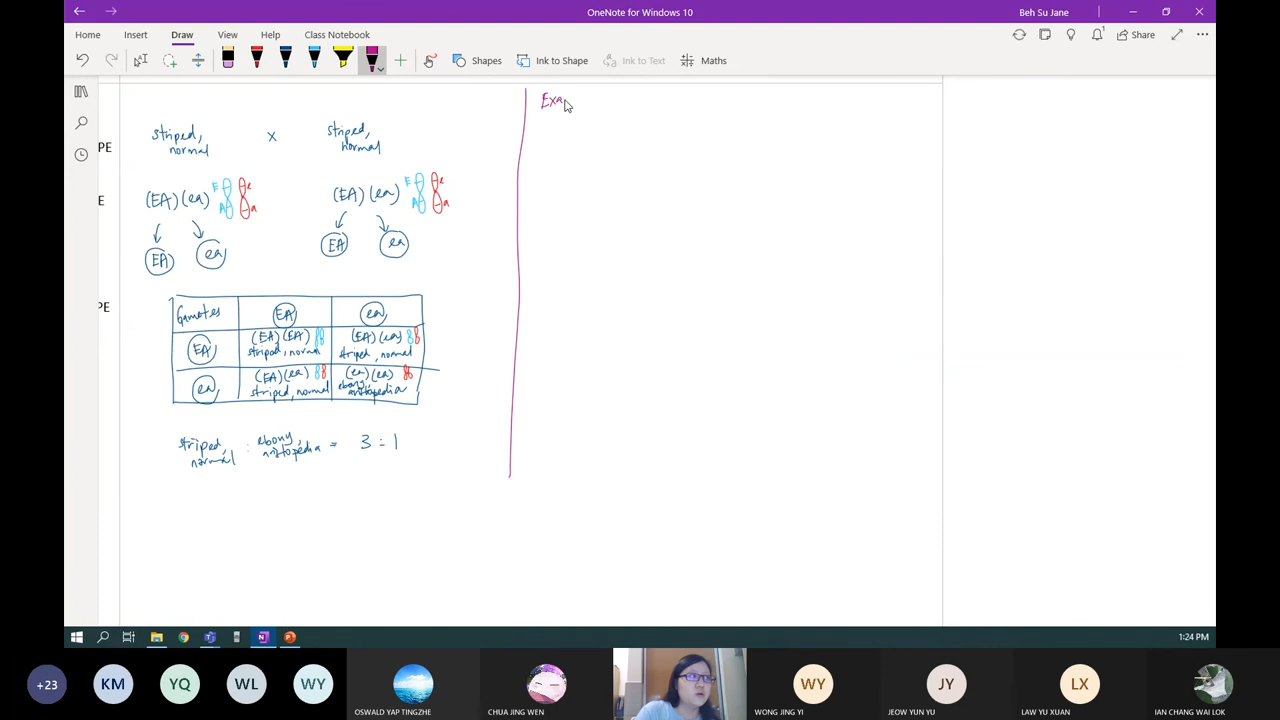 OneNote for Windows 10
Beh Su Jane
Home Insert Draw View Help Class Notebook
Share
Shapes
Ink to Shape
Ink to Text
Maths
PE
E
PE
striped,
normal
x
striped,
normal
(EA)(ea) E A e a
(EA)(ea) E A e a
EA ea
EA ea
Gametes EA ea
EA (EA)(EA) (EA)(ea)
striped, normal striped, normal
ea (EA)(ea) (ea)(ea)
striped, normal ebony, aristopedia
striped, normal : ebony, aristopedia = 3 : 1
Exa
1:24 PM
+23
KM
YQ
WL
WY
OSWALD YAP TINGZHE
CHUA JING WEN
WY
WONG JING YI
JY
JEOW YUN YU
LX
LAW YU XUAN
IAN CHANG WAI LOK